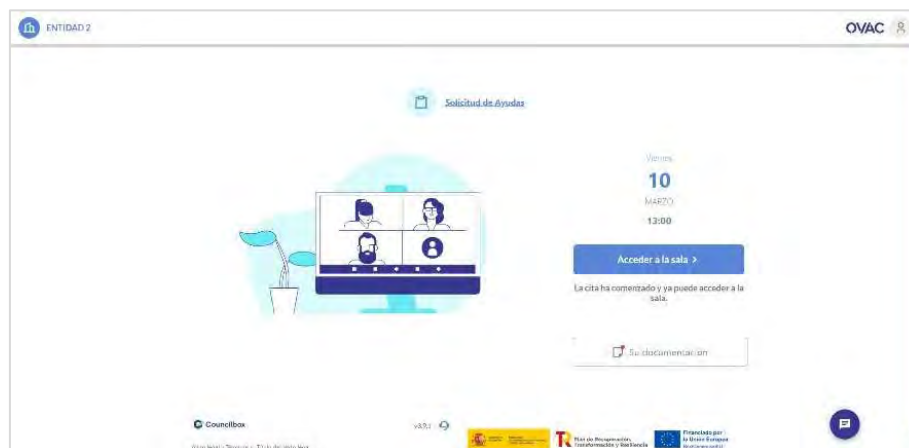 ENTIDAD 2
OVAC
Solicitud de Ayudas
Viernes
10
MARZO
13:00
Acceder a la sala >
La cita ha comenzado y ya puede acceder a la
sala.
Su documentación
Councilbox
Plan de Recuperación,
Transformación y Resiliencia
Financiado por
la Unión Europea